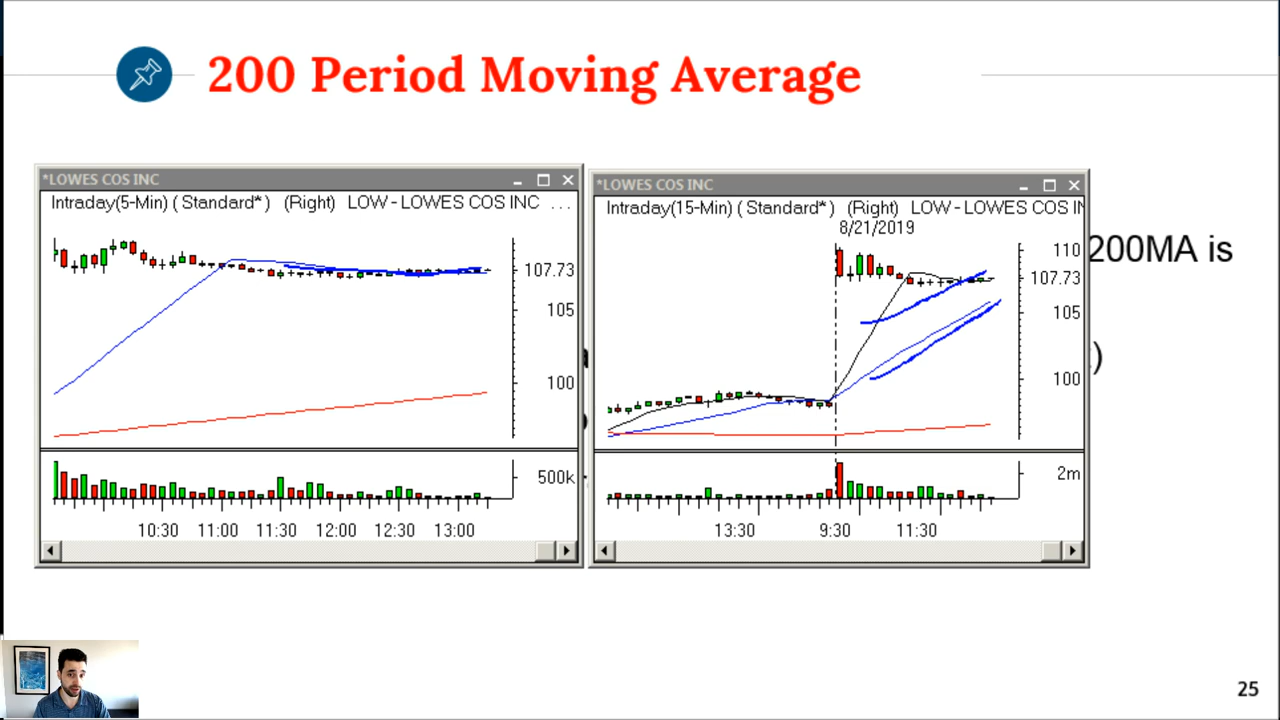 200 Period Moving Average
*LOWES COS INC
Intraday(5-Min) (Standard*) (Right) LOW-LOWES COS INC ...
107.73
105
100
500k
10:30 11:00 11:30 12:00 12:30 13:00
*LOWES COS INC
Intraday(15-Min) (Standard*) (Right) LOW-LOWES COS IN
8/21/2019
110
107.73
105
100
2m
13:30 9:30 11:30
200MA is
)
25